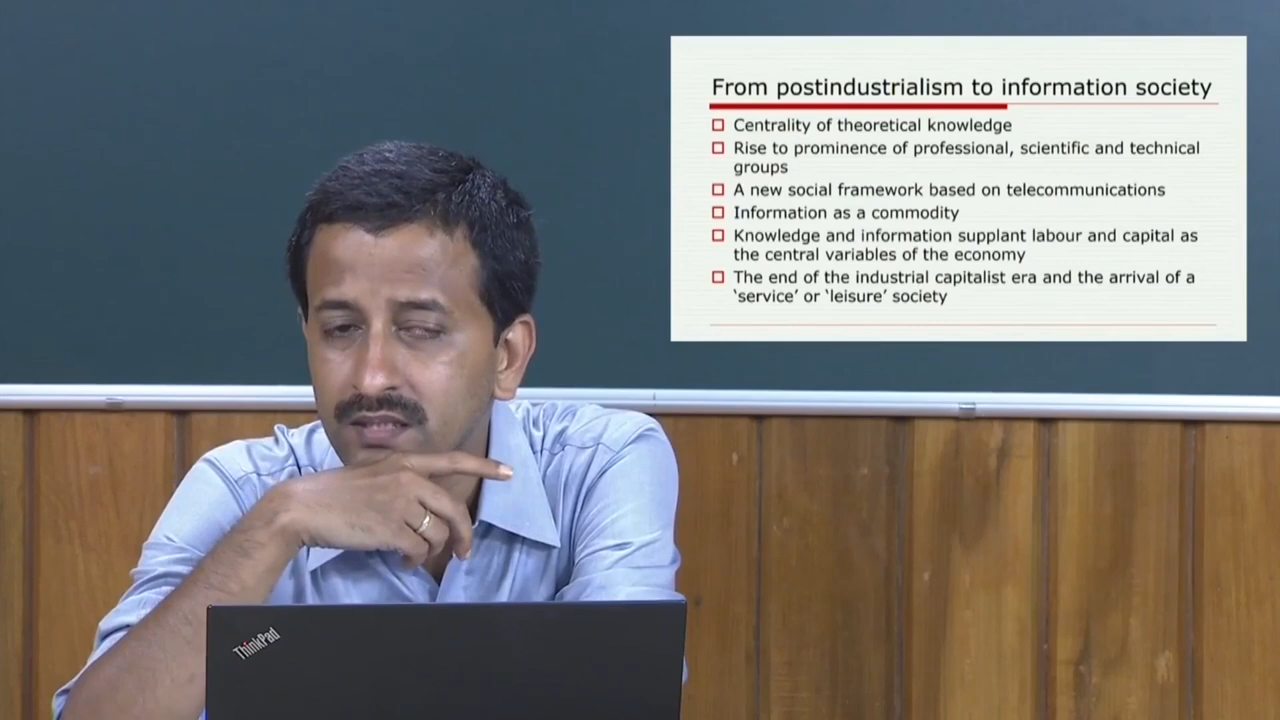 From postindustrialism to information society
Centrality of theoretical knowledge
Rise to prominence of professional, scientific and technical
groups
A new social framework based on telecommunications
Information as a commodity
Knowledge and information supplant labour and capital as
the central variables of the economy
The end of the industrial capitalist era and the arrival of a
‘service’ or ‘leisure’ society
ThinkPad